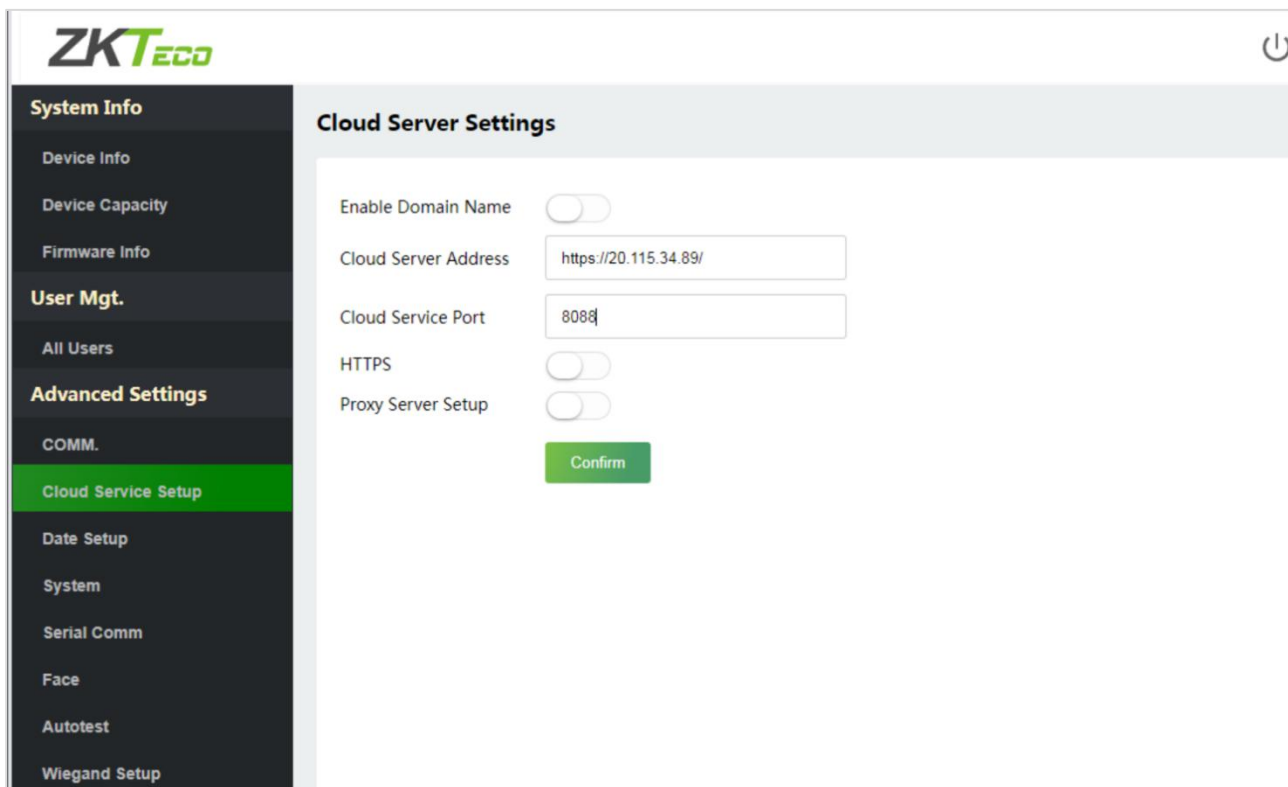 ZKTECO
System Info
Device Info
Device Capacity
Firmware Info
User Mgt.
All Users
Advanced Settings
COMM.
Cloud Service Setup
Date Setup
System
Serial Comm
Face
Autotest
Wiegand Setup
Cloud Server Settings
Enable Domain Name
Cloud Server Address https://20.115.34.89/
Cloud Service Port 8088
HTTPS
Proxy Server Setup
Confirm